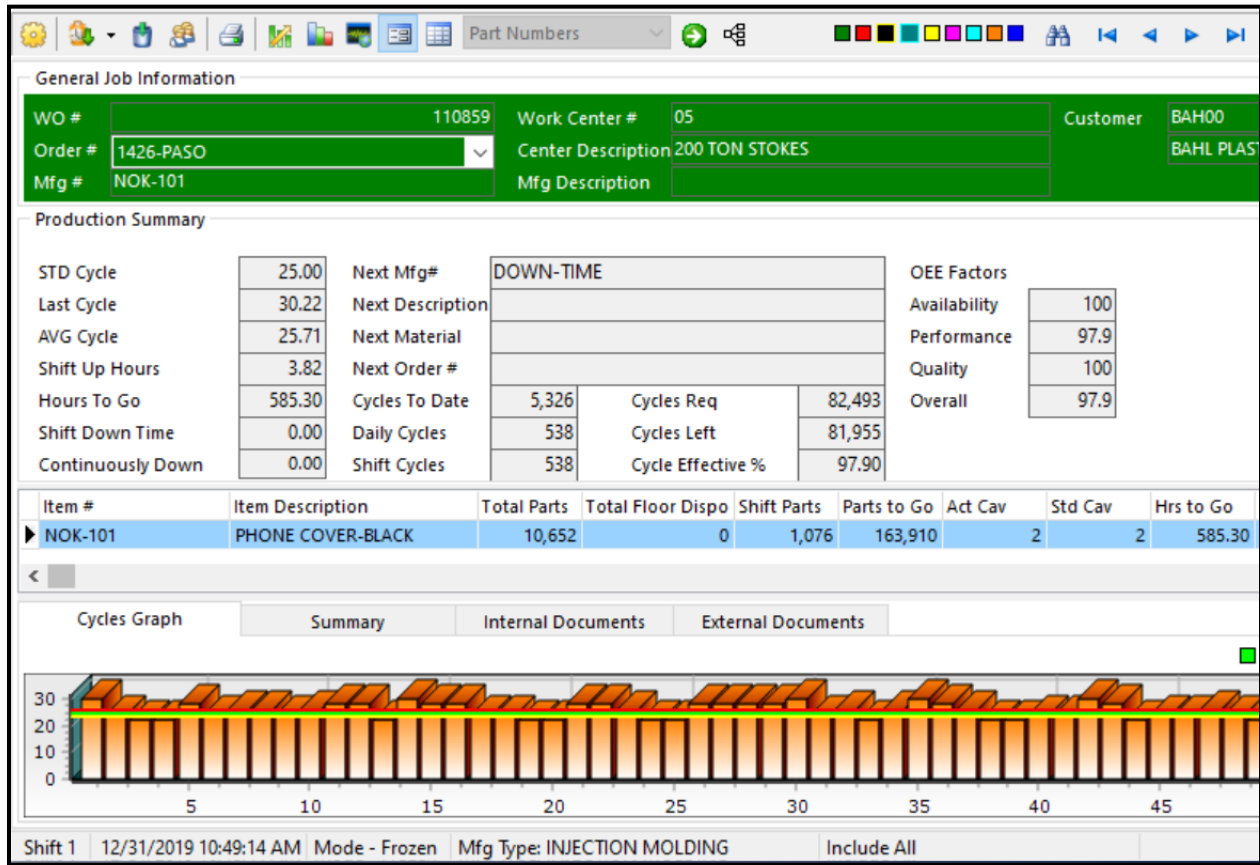 Part Numbers
General Job Information
WO # 110859 Work Center # 05 Customer BAH00
Order # 1426-PASO Center Description 200 TON STOKES BAHL PLAST
Mfg # NOK-101 Mfg Description
Production Summary
STD Cycle 25.00 Next Mfg# DOWN-TIME OEE Factors
Last Cycle 30.22 Next Description Availability 100
AVG Cycle 25.71 Next Material Performance 97.9
Shift Up Hours 3.82 Next Order # Quality 100
Hours To Go 585.30 Cycles To Date 5,326 Cycles Req 82,493 Overall 97.9
Shift Down Time 0.00 Daily Cycles 538 Cycles Left 81,955
Continuously Down 0.00 Shift Cycles 538 Cycle Effective % 97.90
Item # Item Description Total Parts Total Floor Dispo Shift Parts Parts to Go Act Cav Std Cav Hrs to Go
NOK-101 PHONE COVER-BLACK 10,652 0 1,076 163,910 2 2 585.30
Cycles Graph Summary Internal Documents External Documents
30
20
10
0
5 10 15 20 25 30 35 40 45
Shift 1 12/31/2019 10:49:14 AM Mode - Frozen Mfg Type: INJECTION MOLDING Include All